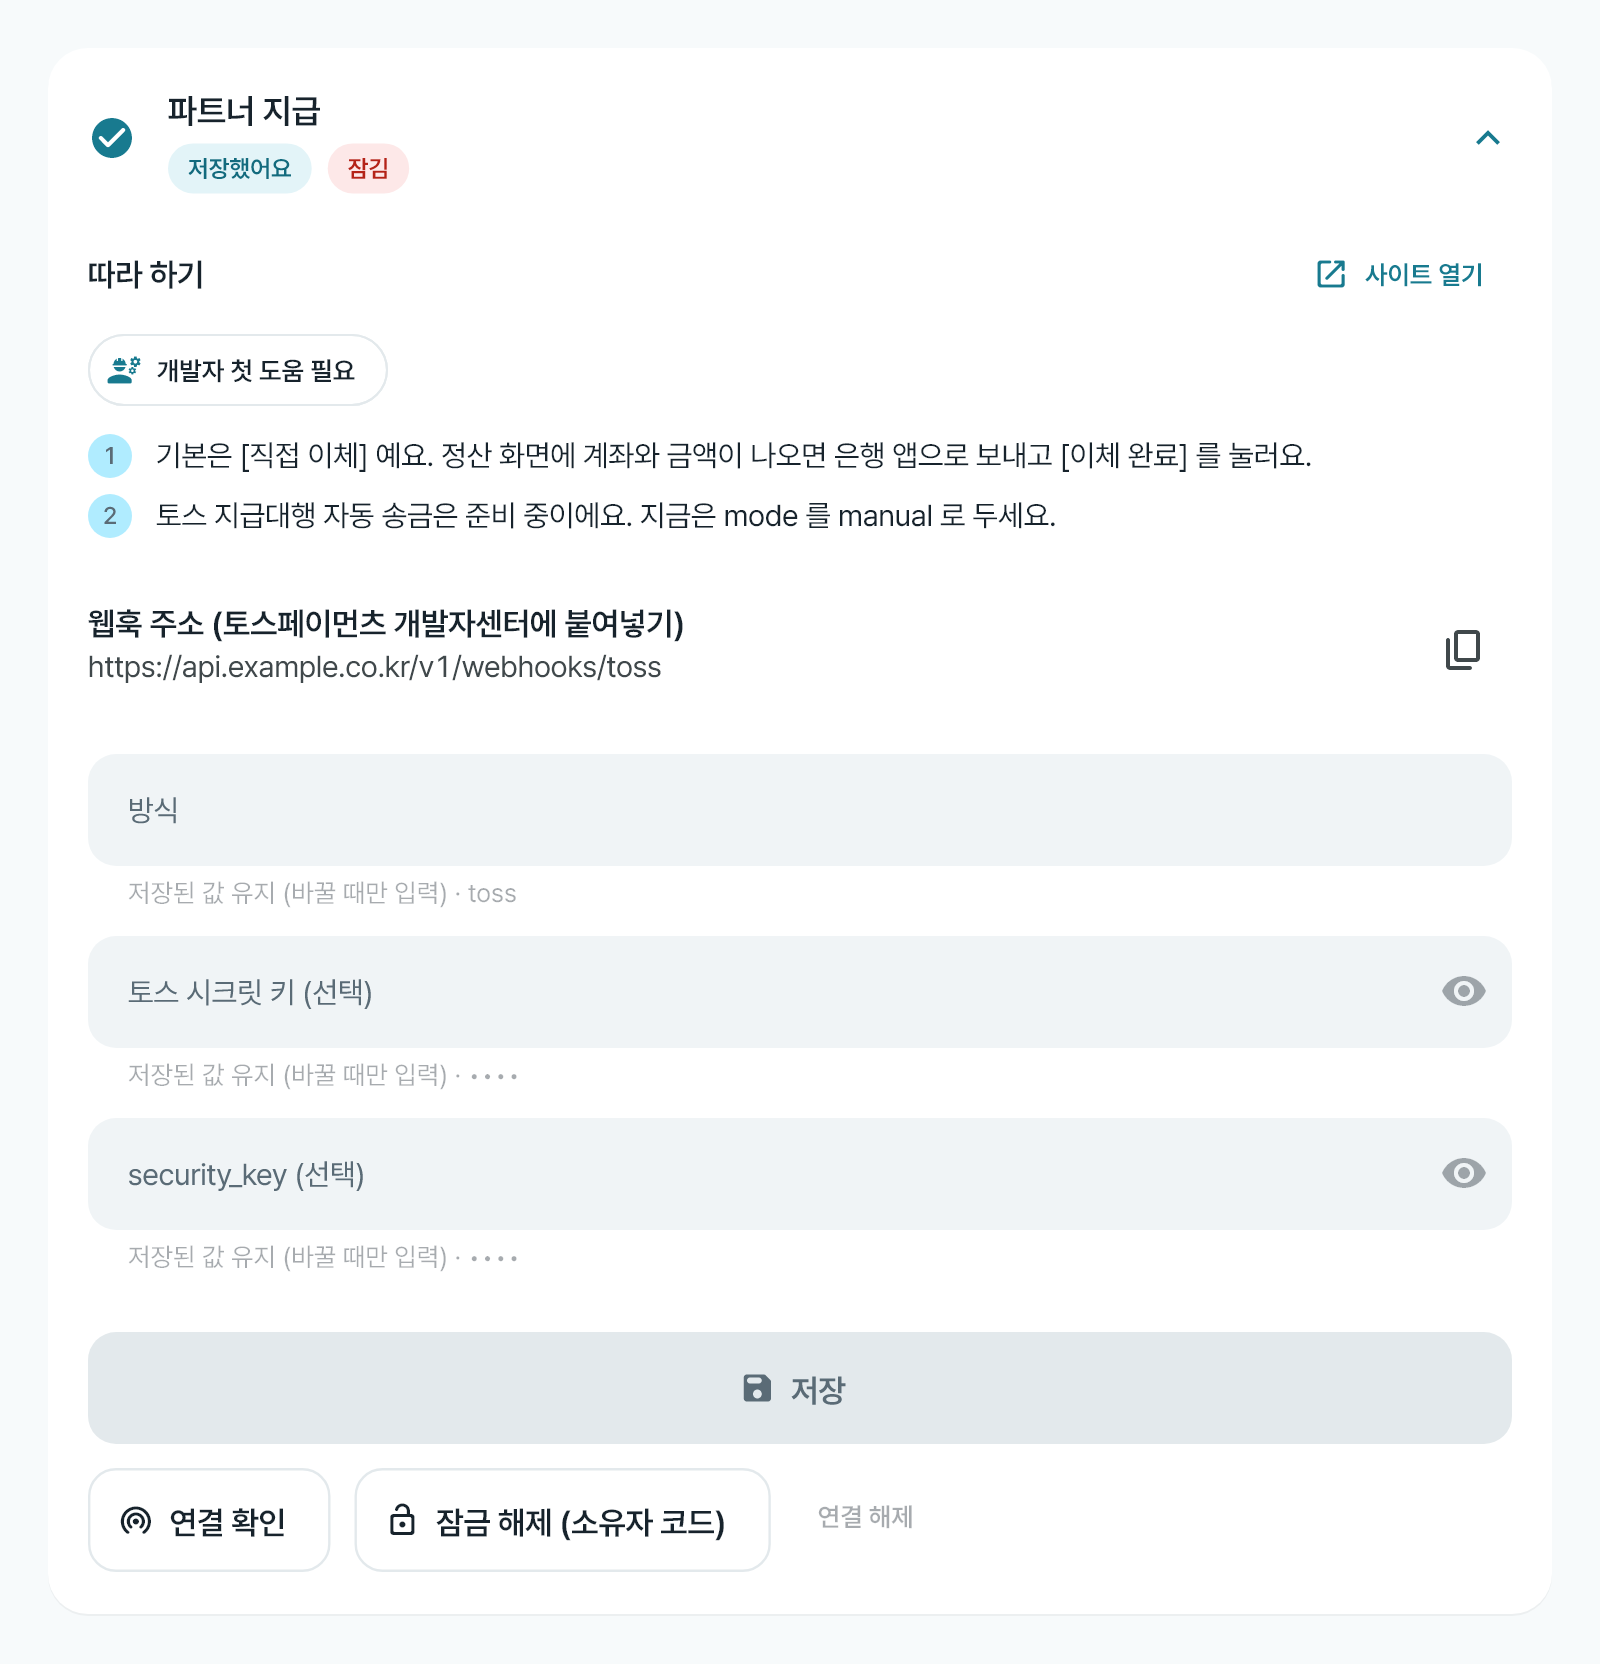 파트너 지급
저장했어요
잠김
따라 하기
사이트 열기
개발자 첫 도움 필요
1 기본은 [직접 이체] 예요. 정산 화면에 계좌와 금액이 나오면 은행 앱으로 보내고 [이체 완료] 를 눌러요.
2 토스 지급대행 자동 송금은 준비 중이에요. 지금은 mode 를 manual 로 두세요.
웹훅 주소 (토스페이먼츠 개발자센터에 붙여넣기)
https://api.example.co.kr/v1/webhooks/toss
방식
저장된 값 유지 (바꿀 때만 입력) · toss
토스 시크릿 키 (선택)
저장된 값 유지 (바꿀 때만 입력) · ••••
security_key (선택)
저장된 값 유지 (바꿀 때만 입력) · ••••
저장
연결 확인
잠금 해제 (소유자 코드)
연결 해제